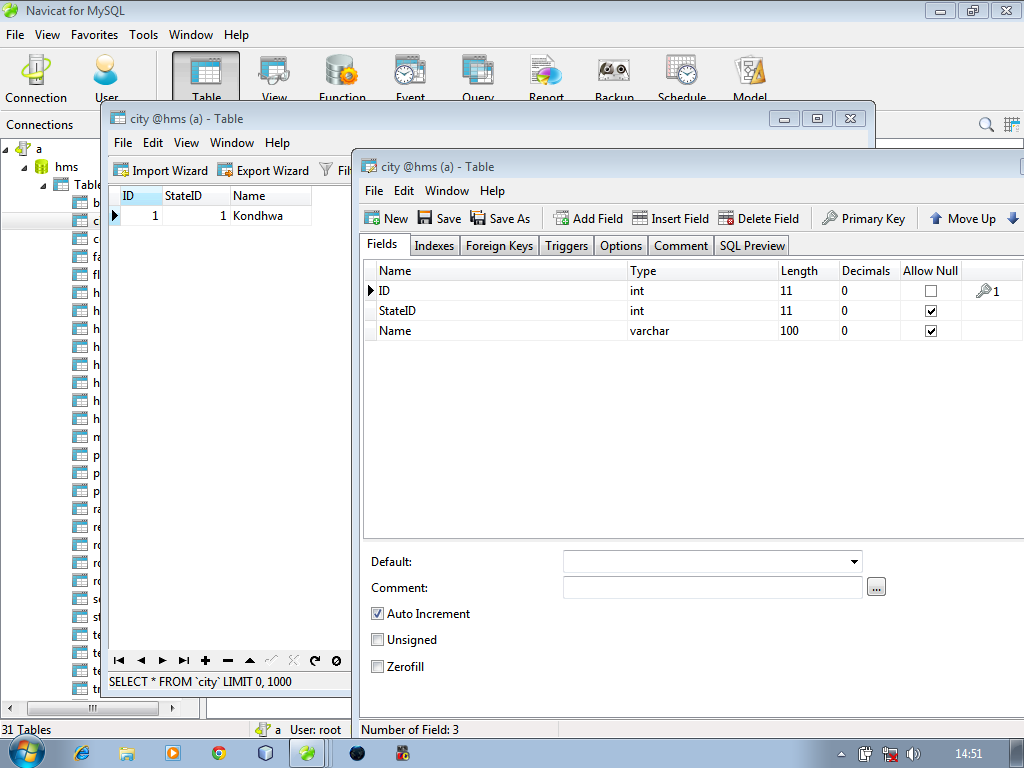 Navicat for MySQL
File View Favorites Tools Window Help
Connection User Table View Function Event Query Report Backup Schedule Model
Connections
a
hms
city @hms (a) - Table
File Edit View Window Help
Import Wizard Export Wizard
ID StateID Name
1 1 Kondhwa
SELECT * FROM `city` LIMIT 0, 1000
city @hms (a) - Table
File Edit Window Help
New Save Save As Add Field Insert Field Delete Field Primary Key Move Up
Fields Indexes Foreign Keys Triggers Options Comment SQL Preview
Name Type Length Decimals Allow Null
ID int 11 0 1
StateID int 11 0
Name varchar 100 0
Default:
Comment:
...
Auto Increment
Unsigned
Zerofill
31 Tables a User: root Number of Field: 3
14:51